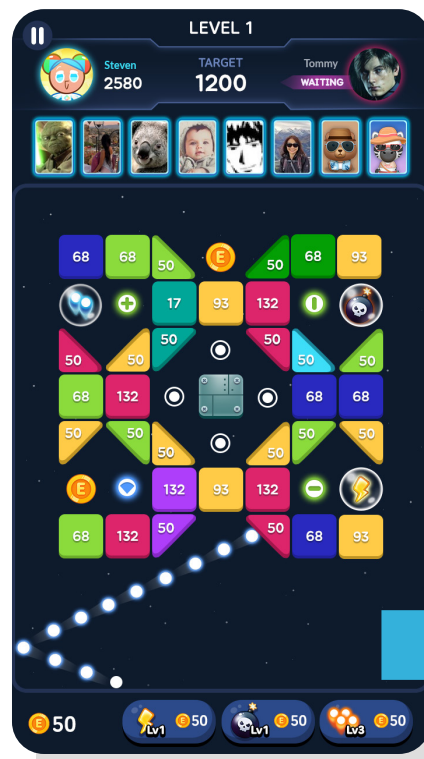 LEVEL 1
Steven
2580
TARGET
1200
Tommy
WAITING
68 68 50 E 50 68 93
17 93 132
50 50 50 50 50 50
68 132 68 68
50 50 50 50 50 50
E 132 93 132
68 132 50 50 68 93
E 50
Lv1 E 50
Lv1 E 50
Lv3 E 50